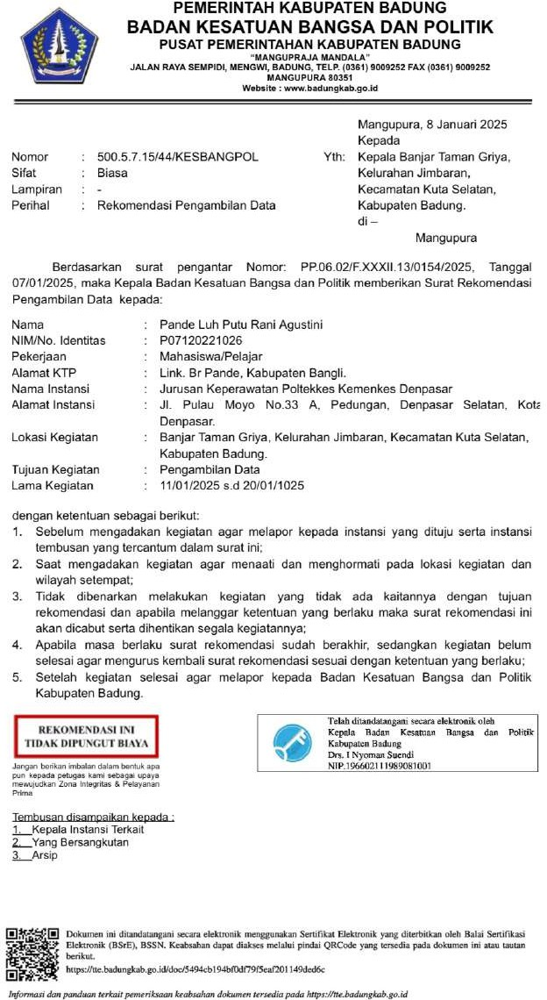 PEMERINTAH KABUPATEN BADUNG
BADAN KESATUAN BANGSA DAN POLITIK
PUSAT PEMERINTAHAN KABUPATEN BADUNG
“MANGUPRAJA MANDALA”
JALAN RAYA SEMPIDI, MENGWI, BADUNG, TELP. (0361) 9009252 FAX (0361) 9009252
MANGUPURA 80351
Website : www.badungkab.go.id
Mangupura, 8 Januari 2025
Kepada
Nomor : 500.5.7.15/44/KESBANGPOL Yth: Kepala Banjar Taman Griya,
Sifat : Biasa Kelurahan Jimbaran,
Lampiran : - Kecamatan Kuta Selatan,
Perihal : Rekomendasi Pengambilan Data Kabupaten Badung.
di –
Mangupura
Berdasarkan surat pengantar Nomor: PP.06.02/F.XXXII.13/0154/2025, Tanggal
07/01/2025, maka Kepala Badan Kesatuan Bangsa dan Politik memberikan Surat Rekomendasi
Pengambilan Data kepada:
Nama : Pande Luh Putu Rani Agustini
NIM/No. Identitas : P07120221026
Pekerjaan : Mahasiswa/Pelajar
Alamat KTP : Link. Br Pande, Kabupaten Bangli.
Nama Instansi : Jurusan Keperawatan Poltekkes Kemenkes Denpasar
Alamat Instansi : Jl. Pulau Moyo No.33 A, Pedungan, Denpasar Selatan, Kota
Denpasar.
Lokasi Kegiatan : Banjar Taman Griya, Kelurahan Jimbaran, Kecamatan Kuta Selatan,
Kabupaten Badung.
Tujuan Kegiatan : Pengambilan Data
Lama Kegiatan : 11/01/2025 s.d 20/01/1025
dengan ketentuan sebagai berikut:
1. Sebelum mengadakan kegiatan agar melapor kepada instansi yang dituju serta instansi
tembusan yang tercantum dalam surat ini;
2. Saat mengadakan kegiatan agar menaati dan menghormati pada lokasi kegiatan dan
wilayah setempat;
3. Tidak dibenarkan melakukan kegiatan yang tidak ada kaitannya dengan tujuan
rekomendasi dan apabila melanggar ketentuan yang berlaku maka surat rekomendasi ini
akan dicabut serta dihentikan segala kegiatannya;
4. Apabila masa berlaku surat rekomendasi sudah berakhir, sedangkan kegiatan belum
selesai agar mengurus kembali surat rekomendasi sesuai dengan ketentuan yang berlaku;
5. Setelah kegiatan selesai agar melapor kepada Badan Kesatuan Bangsa dan Politik
Kabupaten Badung.
REKOMENDASI INI
TIDAK DIPUNGUT BIAYA
Jangan berikan imbalan dalam bentuk apa
pun kepada petugas kami sebagai upaya
mewujudkan Zona Integritas & Pelayanan
Prima
Telah ditandatangani secara elektronik oleh
Kepala Badan Kesatuan Bangsa dan Politik
Kabupaten Badung
Drs. I Nyoman Suendi
NIP.196602111989081001
Tembusan disampaikan kepada :
1. Kepala Instansi Terkait
2. Yang Bersangkutan
3. Arsip
Dokumen ini ditandatangani secara elektronik menggunakan Sertifikat Elektronik yang diterbitkan oleh Balai Sertifikasi
Elektronik (BSrE), BSSN. Keabsahan dapat diakses melalui pindai QRCode yang tersedia pada dokumen ini atau tautan
berikut.
https://tte.badungkab.go.id/doc/5494cb194bf0df79f5eaf201149ded6c
Informasi dan panduan terkait pemeriksaan keabsahan dokumen tersedia pada https://tte.badungkab.go.id